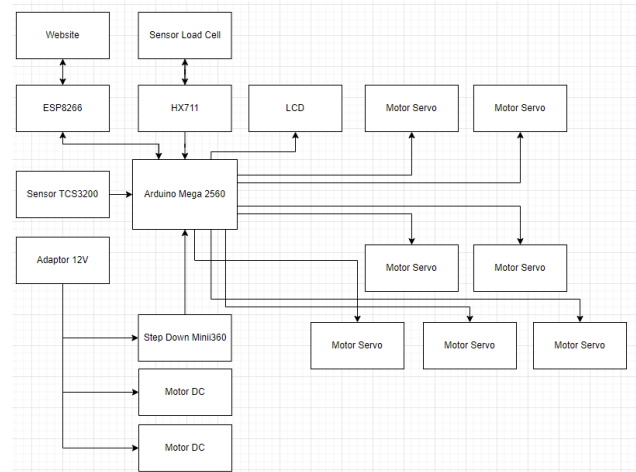 Website
Sensor Load Cell
ESP8266
HX711
LCD
Motor Servo
Motor Servo
Sensor TCS3200
Arduino Mega 2560
Adaptor 12V
Motor Servo
Motor Servo
Step Down Minii360
Motor Servo
Motor Servo
Motor Servo
Motor DC
Motor DC